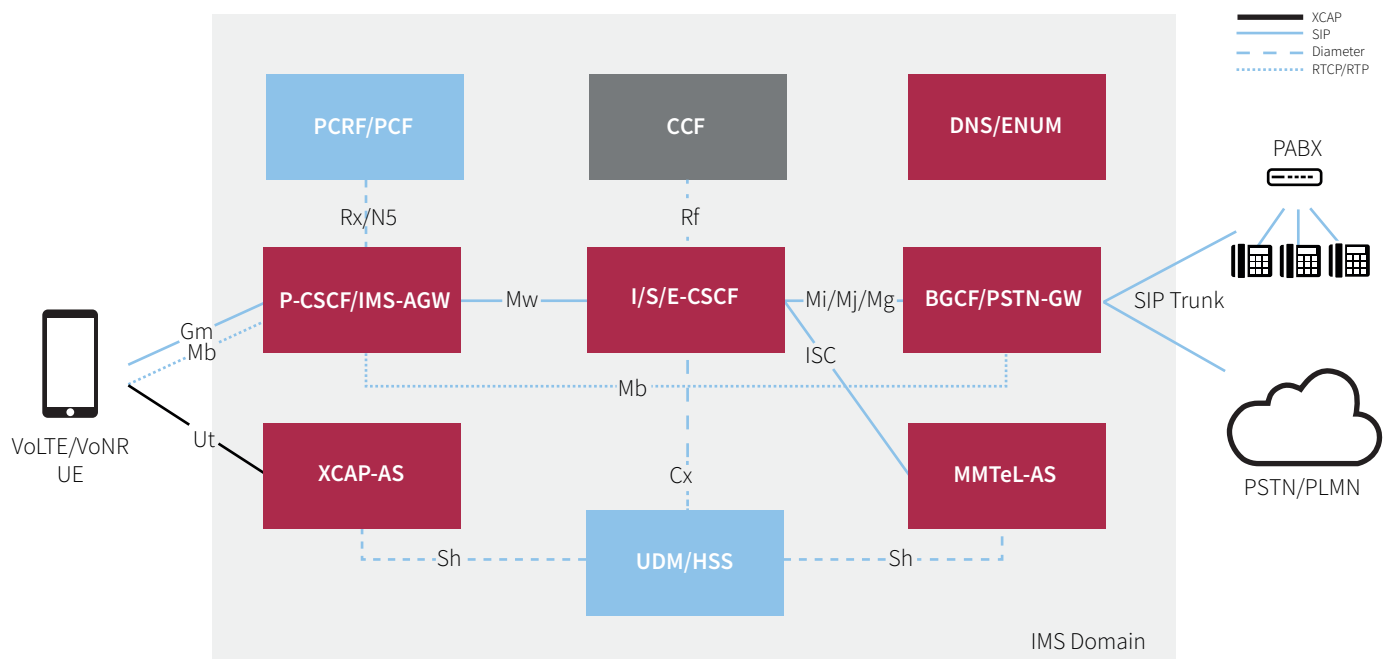 XCAP
SIP
Diameter
RTCP/RTP
PCRF/PCF
CCF
DNS/ENUM
PABX
Rx/N5
Rf
P-CSCF/IMS-AGW
Mw
I/S/E-CSCF
Mi/Mj/Mg
BGCF/PSTN-GW
SIP Trunk
Gm
Mb
ISC
Mb
VoLTE/VoNR
UE
Ut
XCAP-AS
Cx
MMTeL-AS
PSTN/PLMN
Sh
UDM/HSS
Sh
IMS Domain